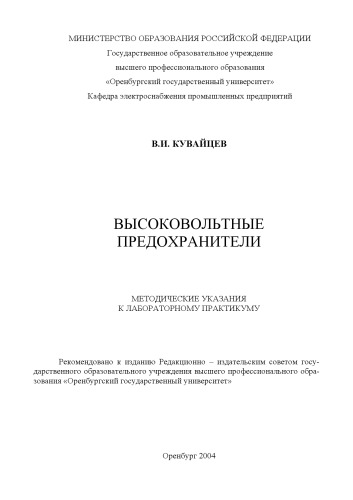 МИНИСТЕРСТВО ОБРАЗОВАНИЯ РОССИЙСКОЙ ФЕДЕРАЦИИ
Государственное образовательное учреждение
высшего профессионального образования
«Оренбургский государственный университет»
Кафедра электроснабжения промышленных предприятий
В.И. КУВАЙЦЕВ
ВЫСОКОВОЛЬТНЫЕ
ПРЕДОХРАНИТЕЛИ
МЕТОДИЧЕСКИЕ УКАЗАНИЯ
К ЛАБОРАТОРНОМУ ПРАКТИКУМУ
Рекомендовано к изданию Редакционно – издательским советом госу-
дарственного образовательного учреждения высшего профессионального обра-
зования «Оренбургский государственный университет»
Оренбург 2004